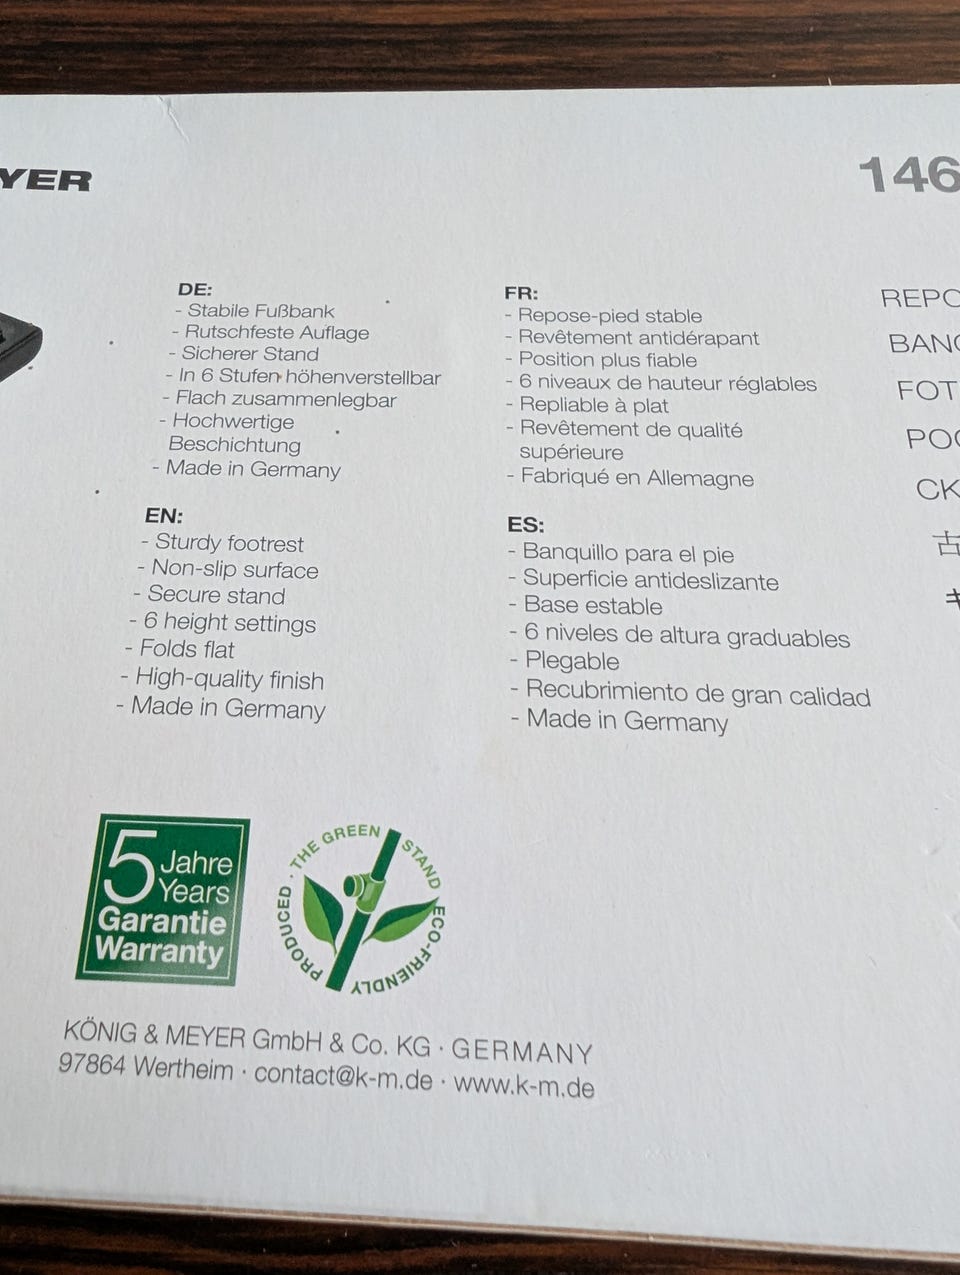 YER
146
DE:
- Stabile Fußbank
- Rutschfeste Auflage
- Sicherer Stand
- In 6 Stufen höhenverstellbar
- Flach zusammenlegbar
- Hochwertige
Beschichtung
- Made in Germany
EN:
- Sturdy footrest
- Non-slip surface
- Secure stand
- 6 height settings
- Folds flat
- High-quality finish
- Made in Germany
FR:
- Repose-pied stable
- Revêtement antidérapant
- Position plus fiable
- 6 niveaux de hauteur réglables
- Repliable à plat
- Revêtement de qualité
supérieure
- Fabriqué en Allemagne
ES:
- Banquillo para el pie
- Superficie antideslizante
- Base estable
- 6 niveles de altura graduables
- Plegable
- Recubrimiento de gran calidad
- Made in Germany
REPO
BANC
FOT
POG
CK
5 Jahre
Years
Garantie
Warranty
THE GREEN STAND ECO-FRIENDLY PRODUCED ·
KÖNIG & MEYER GmbH & Co. KG · GERMANY
97864 Wertheim · contact@k-m.de · www.k-m.de